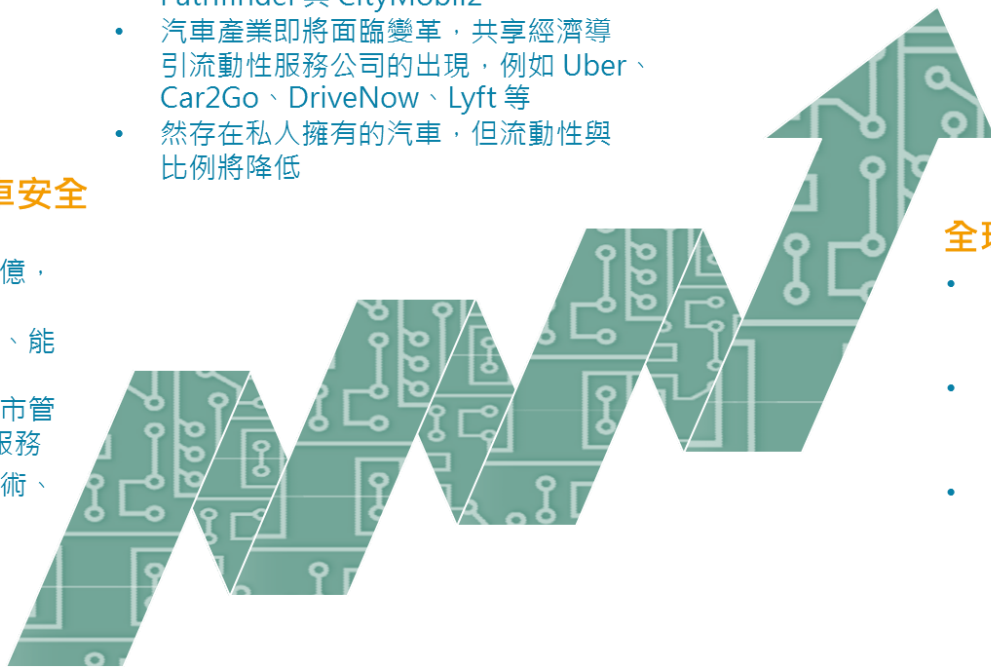 Pathfinder 與 CityMobil2
• 汽車產業即將面臨變革，共享經濟導
引流動性服務公司的出現，例如 Uber、
Car2Go、DriveNow、Lyft 等
• 然存在私人擁有的汽車，但流動性與
比例將降低
車安全
億，
、能
市管
服務
術、
全
•
•
•